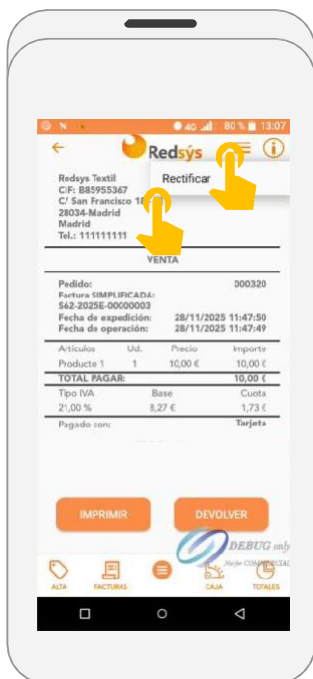 4G 80 % 13:07
Redsýs
Redsys Textil
CIF: B85955367
Rectificar
C/ San Francisco
28034-Madrid
Madrid
Tel.: 111111111
VENTA
Pedido: 000320
Factura SIMPLIFICADA:
S62-2025E-00000003
Fecha de expedición: 28/11/2025 11:47:50
Fecha de operación: 28/11/2025 11:47:49
Artículos Ud. Precio Importe
Producte 1 1 10,00 € 10,00 €
TOTAL PAGAR: 10,00 €
Tipo IVA Base Cuota
21,00 % 8,27 € 1,73 €
Pagado con: Tarjeta
IMPRIMIR DEVOLVER
DEBUG only
ALTA FACTURAS CAJA TOTALES